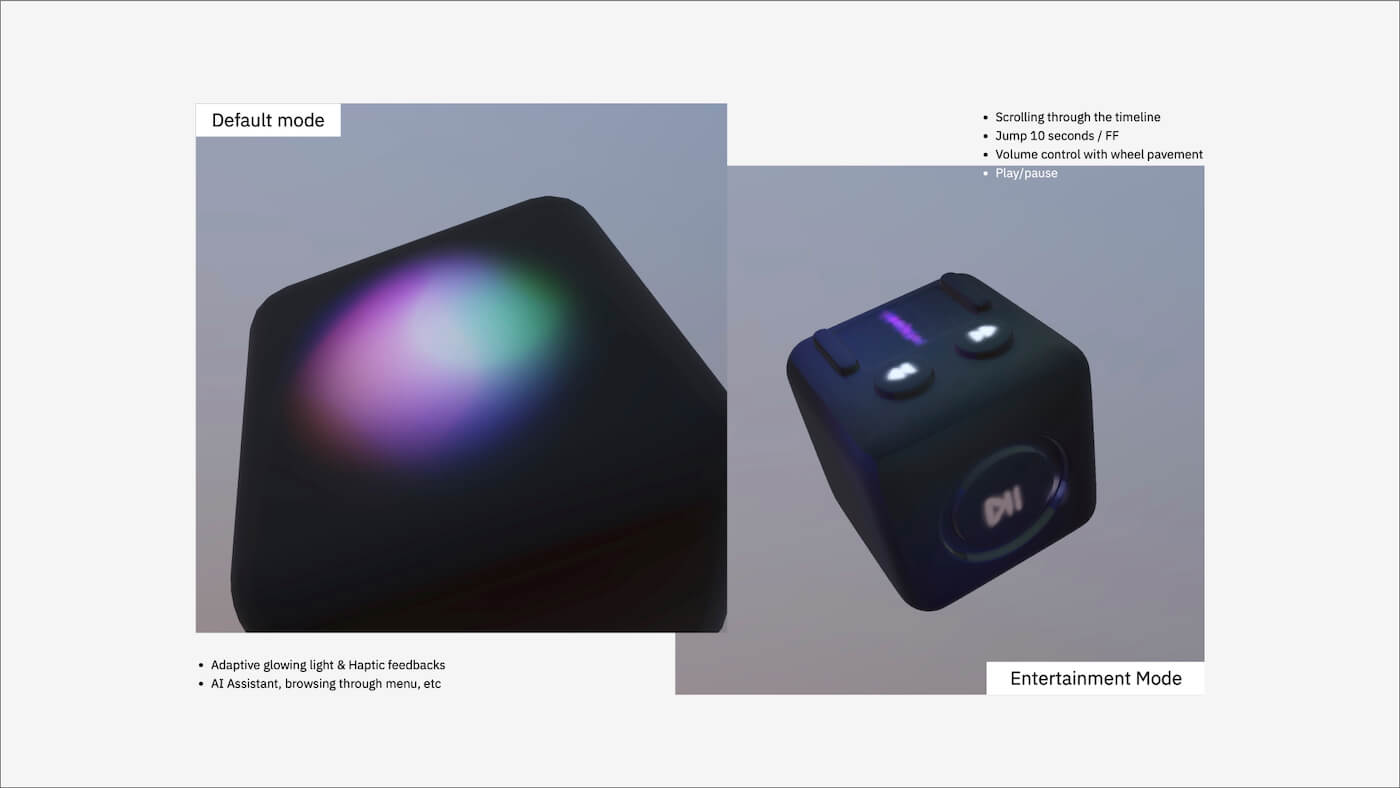 Default mode
• Scrolling through the timeline
• Jump 10 seconds / FF
• Volume control with wheel pavement
• Play/pause
• Adaptive glowing light & Haptic feedbacks
• AI Assistant, browsing through menu, etc
Entertainment Mode